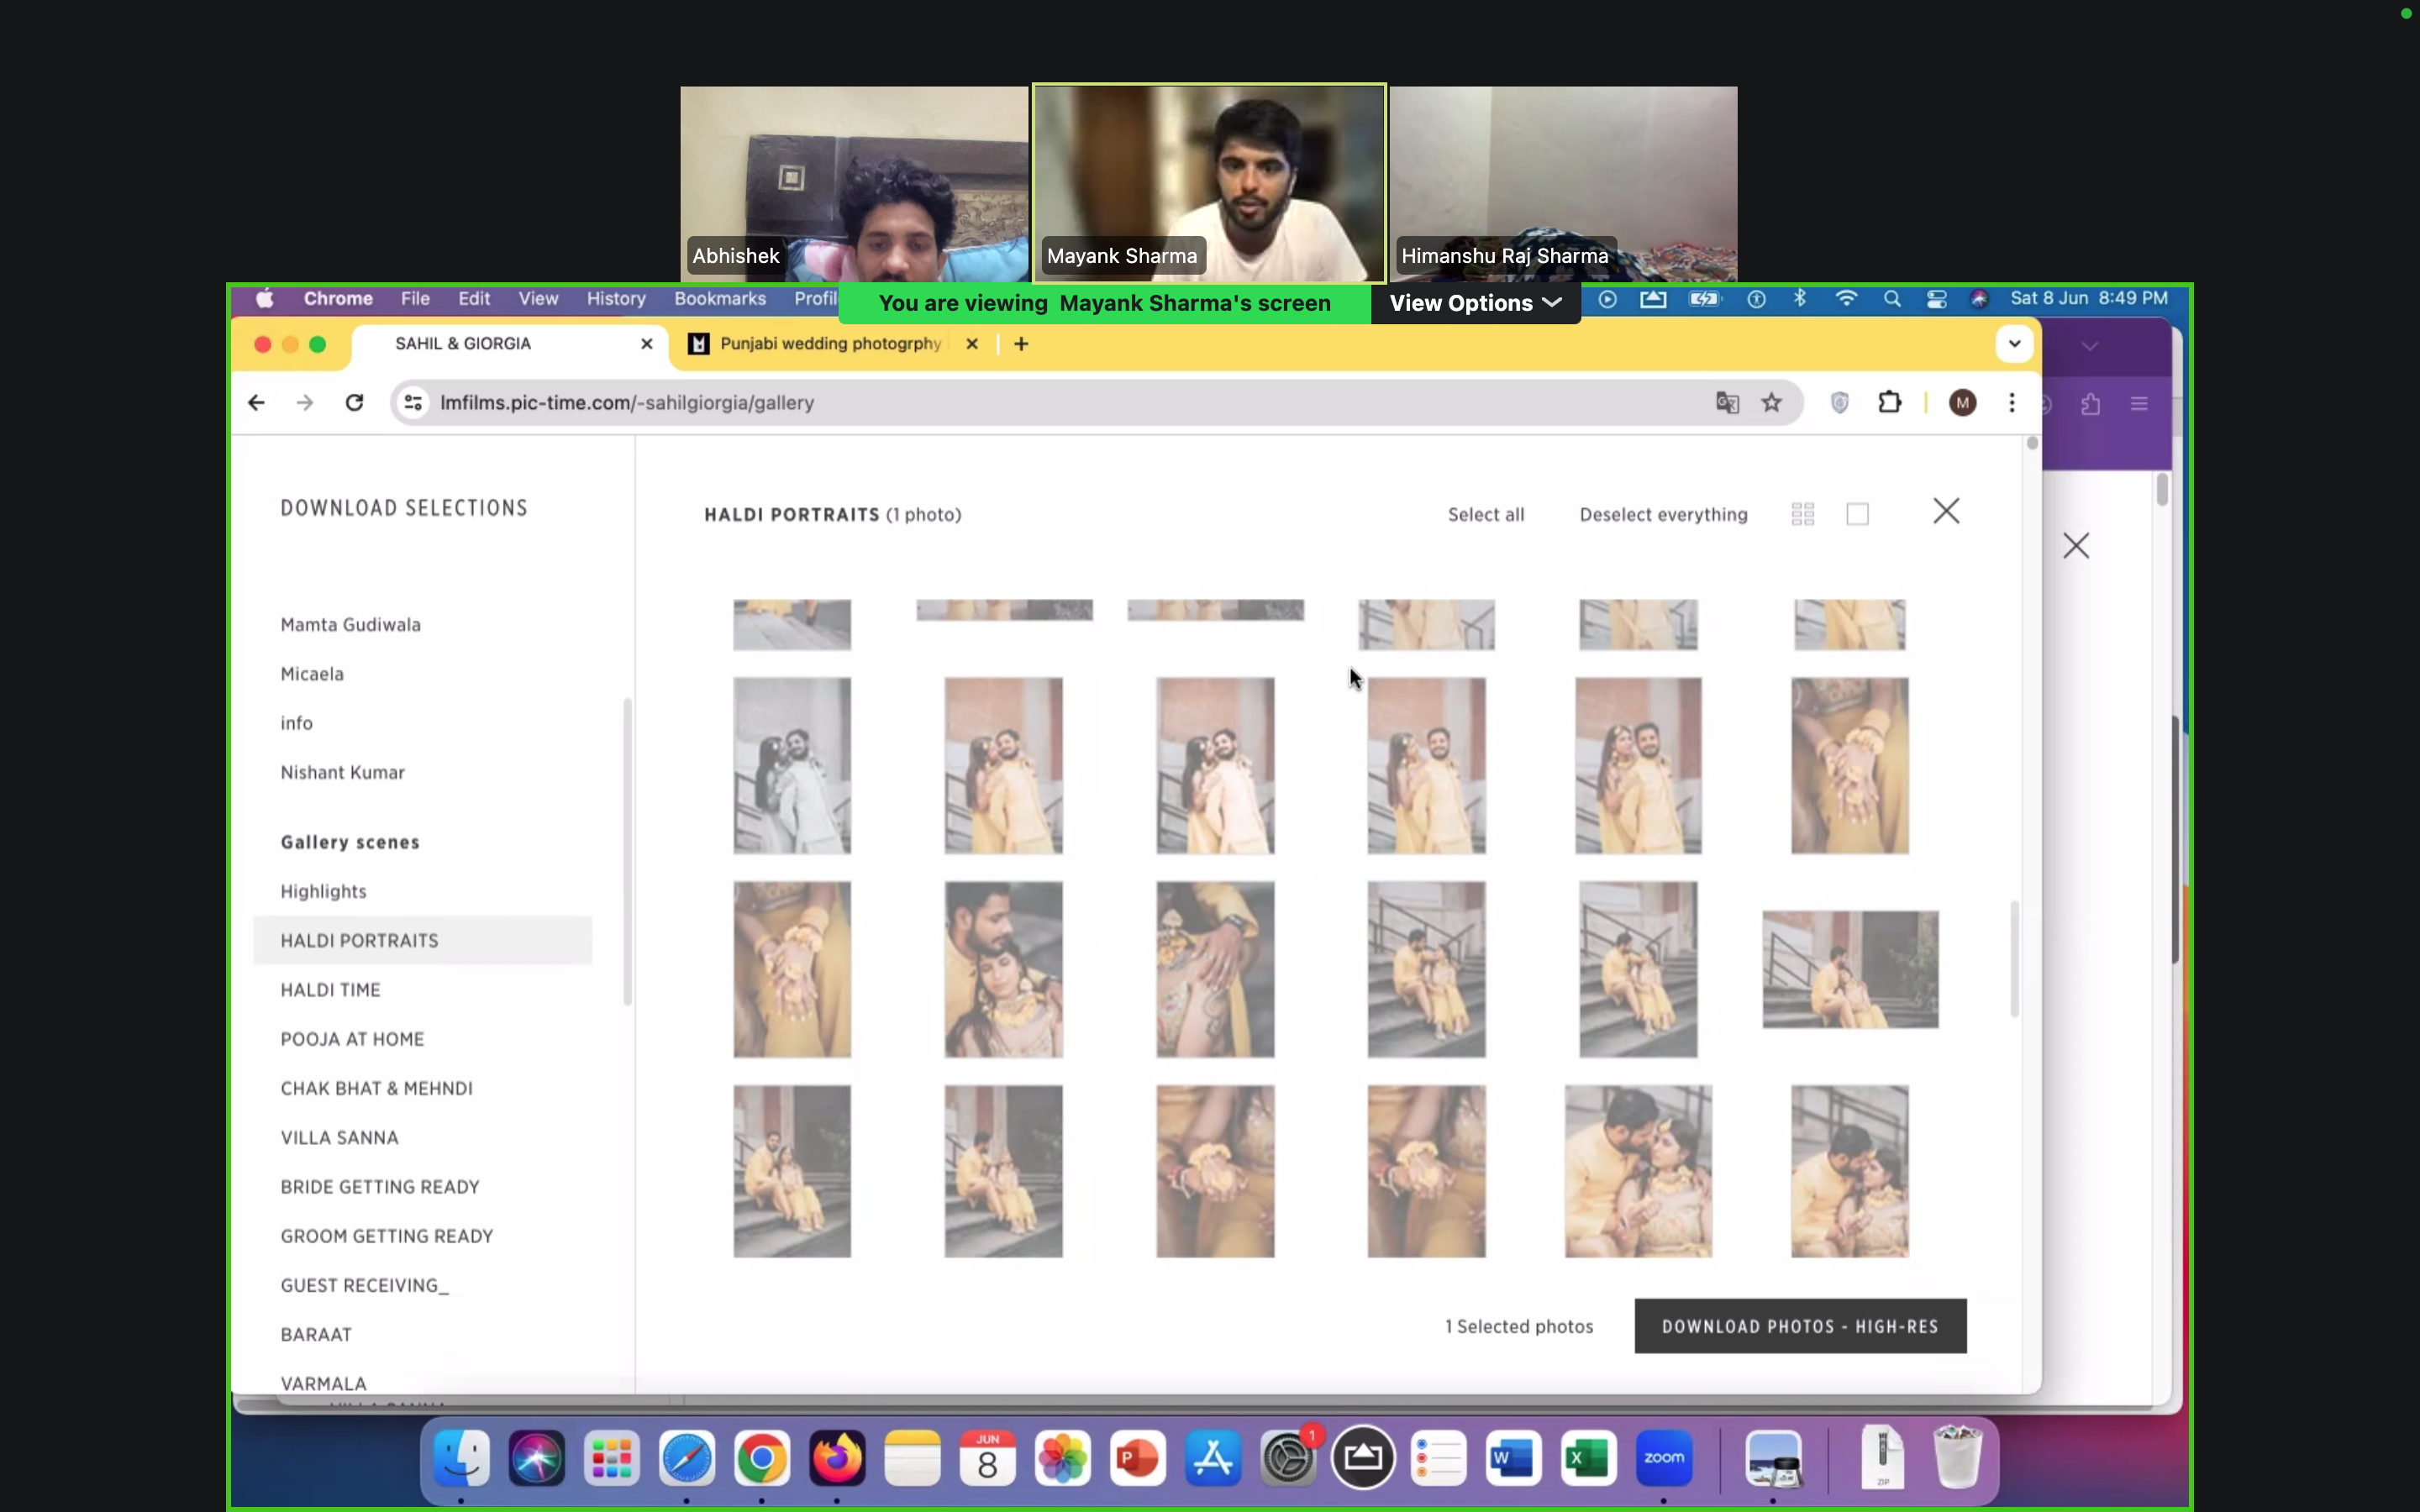 Abhishek
Mayank Sharma
Himanshu Raj Sharma
Chrome File Edit View History Bookmarks
You are viewing Mayank Sharma's screen
View Options
Sat 8 Jun 8:49 PM
SAHIL & GIORGIA
Punjabi wedding photogrphy
lmfilms.pic-time.com/-sahilgiorgia/gallery
M
DOWNLOAD SELECTIONS
Mamta Gudiwala
Micaela
info
Nishant Kumar
Gallery scenes
Highlights
HALDI PORTRAITS
HALDI TIME
POOJA AT HOME
CHAK BHAT & MEHNDI
VILLA SANNA
BRIDE GETTING READY
GROOM GETTING READY
GUEST RECEIVING_
BARAAT
VARMALA
HALDI PORTRAITS (1 photo)
Select all
Deselect everything
1 Selected photos
DOWNLOAD PHOTOS - HIGH-RES
JUN
8
P
1
W
X
zoom
ZIP